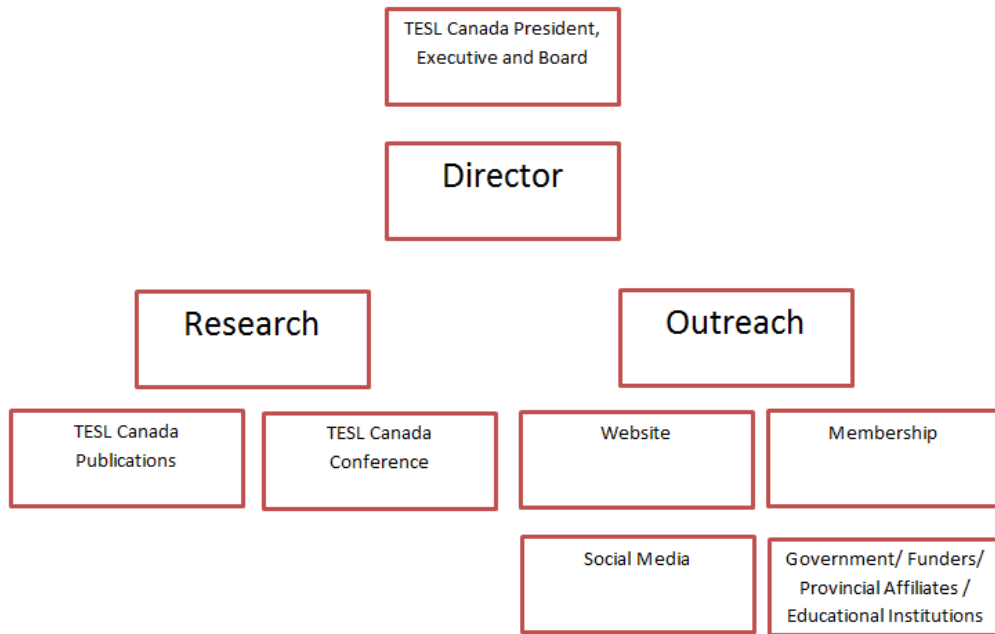 TESL Canada President,
Executive and Board
Director
Research
Outreach
TESL Canada
Publications
TESL Canada
Conference
Website
Membership
Social Media
Government/ Funders/
Provincial Affiliates /
Educational Institutions